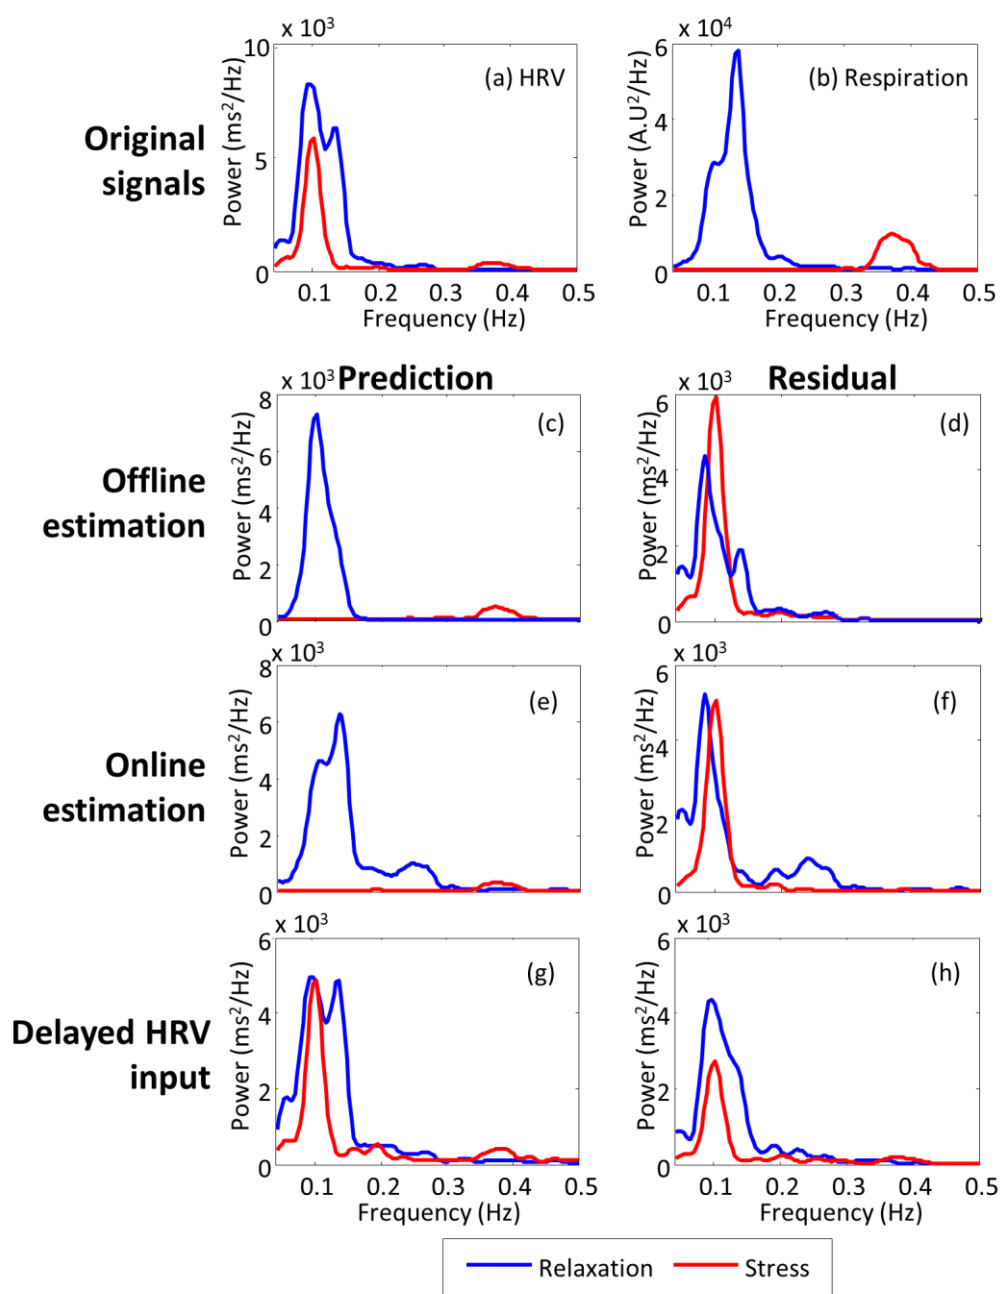 x 10³
x 10⁴
10
5
0
Power (ms²/Hz)
(a) HRV
0.1 0.2 0.3 0.4 0.5
Frequency (Hz)
6
4
2
0
Power (A.U²/Hz)
(b) Respiration
0.1 0.2 0.3 0.4 0.5
Frequency (Hz)
Original
signals
Prediction
Residual
x 10³
8
6
4
2
0
Power (ms²/Hz)
(c)
x 10³
6
4
2
0
Power (ms²/Hz)
(d)
Offline
estimation
x 10³
8
6
4
2
0
Power (ms²/Hz)
(e)
x 10³
6
4
2
0
Power (ms²/Hz)
(f)
Online
estimation
x 10³
6
4
2
0
Power (ms²/Hz)
(g)
0.1 0.2 0.3 0.4 0.5
Frequency (Hz)
x 10³
6
4
2
0
Power (ms²/Hz)
(h)
0.1 0.2 0.3 0.4 0.5
Frequency (Hz)
Delayed HRV
input
Relaxation Stress